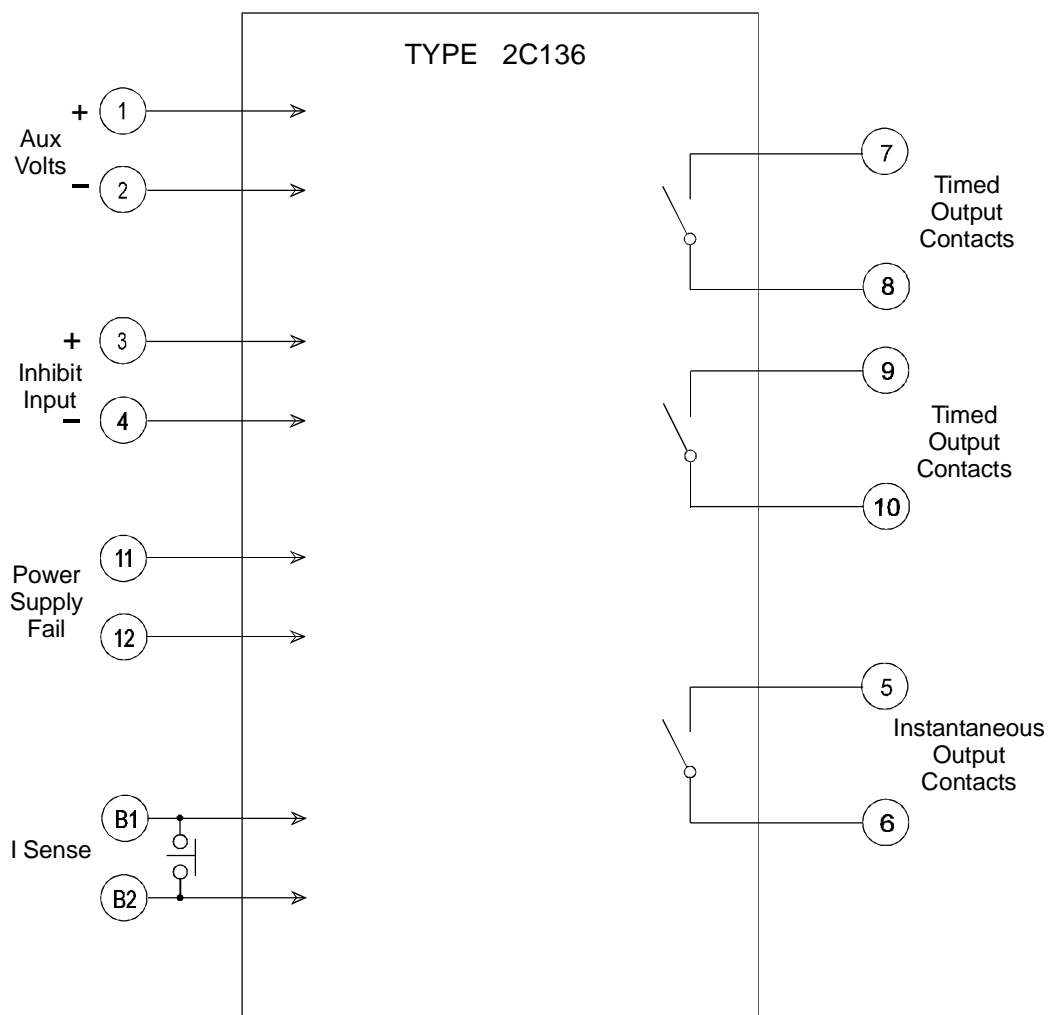 TYPE 2C136
+ 1
Aux
Volts
− 2
+ 3
Inhibit
Input
− 4
11
Power
Supply
Fail
12
B1
I Sense
B2
7
Timed
Output
Contacts
8
9
Timed
Output
Contacts
10
5
Instantaneous
Output
Contacts
6